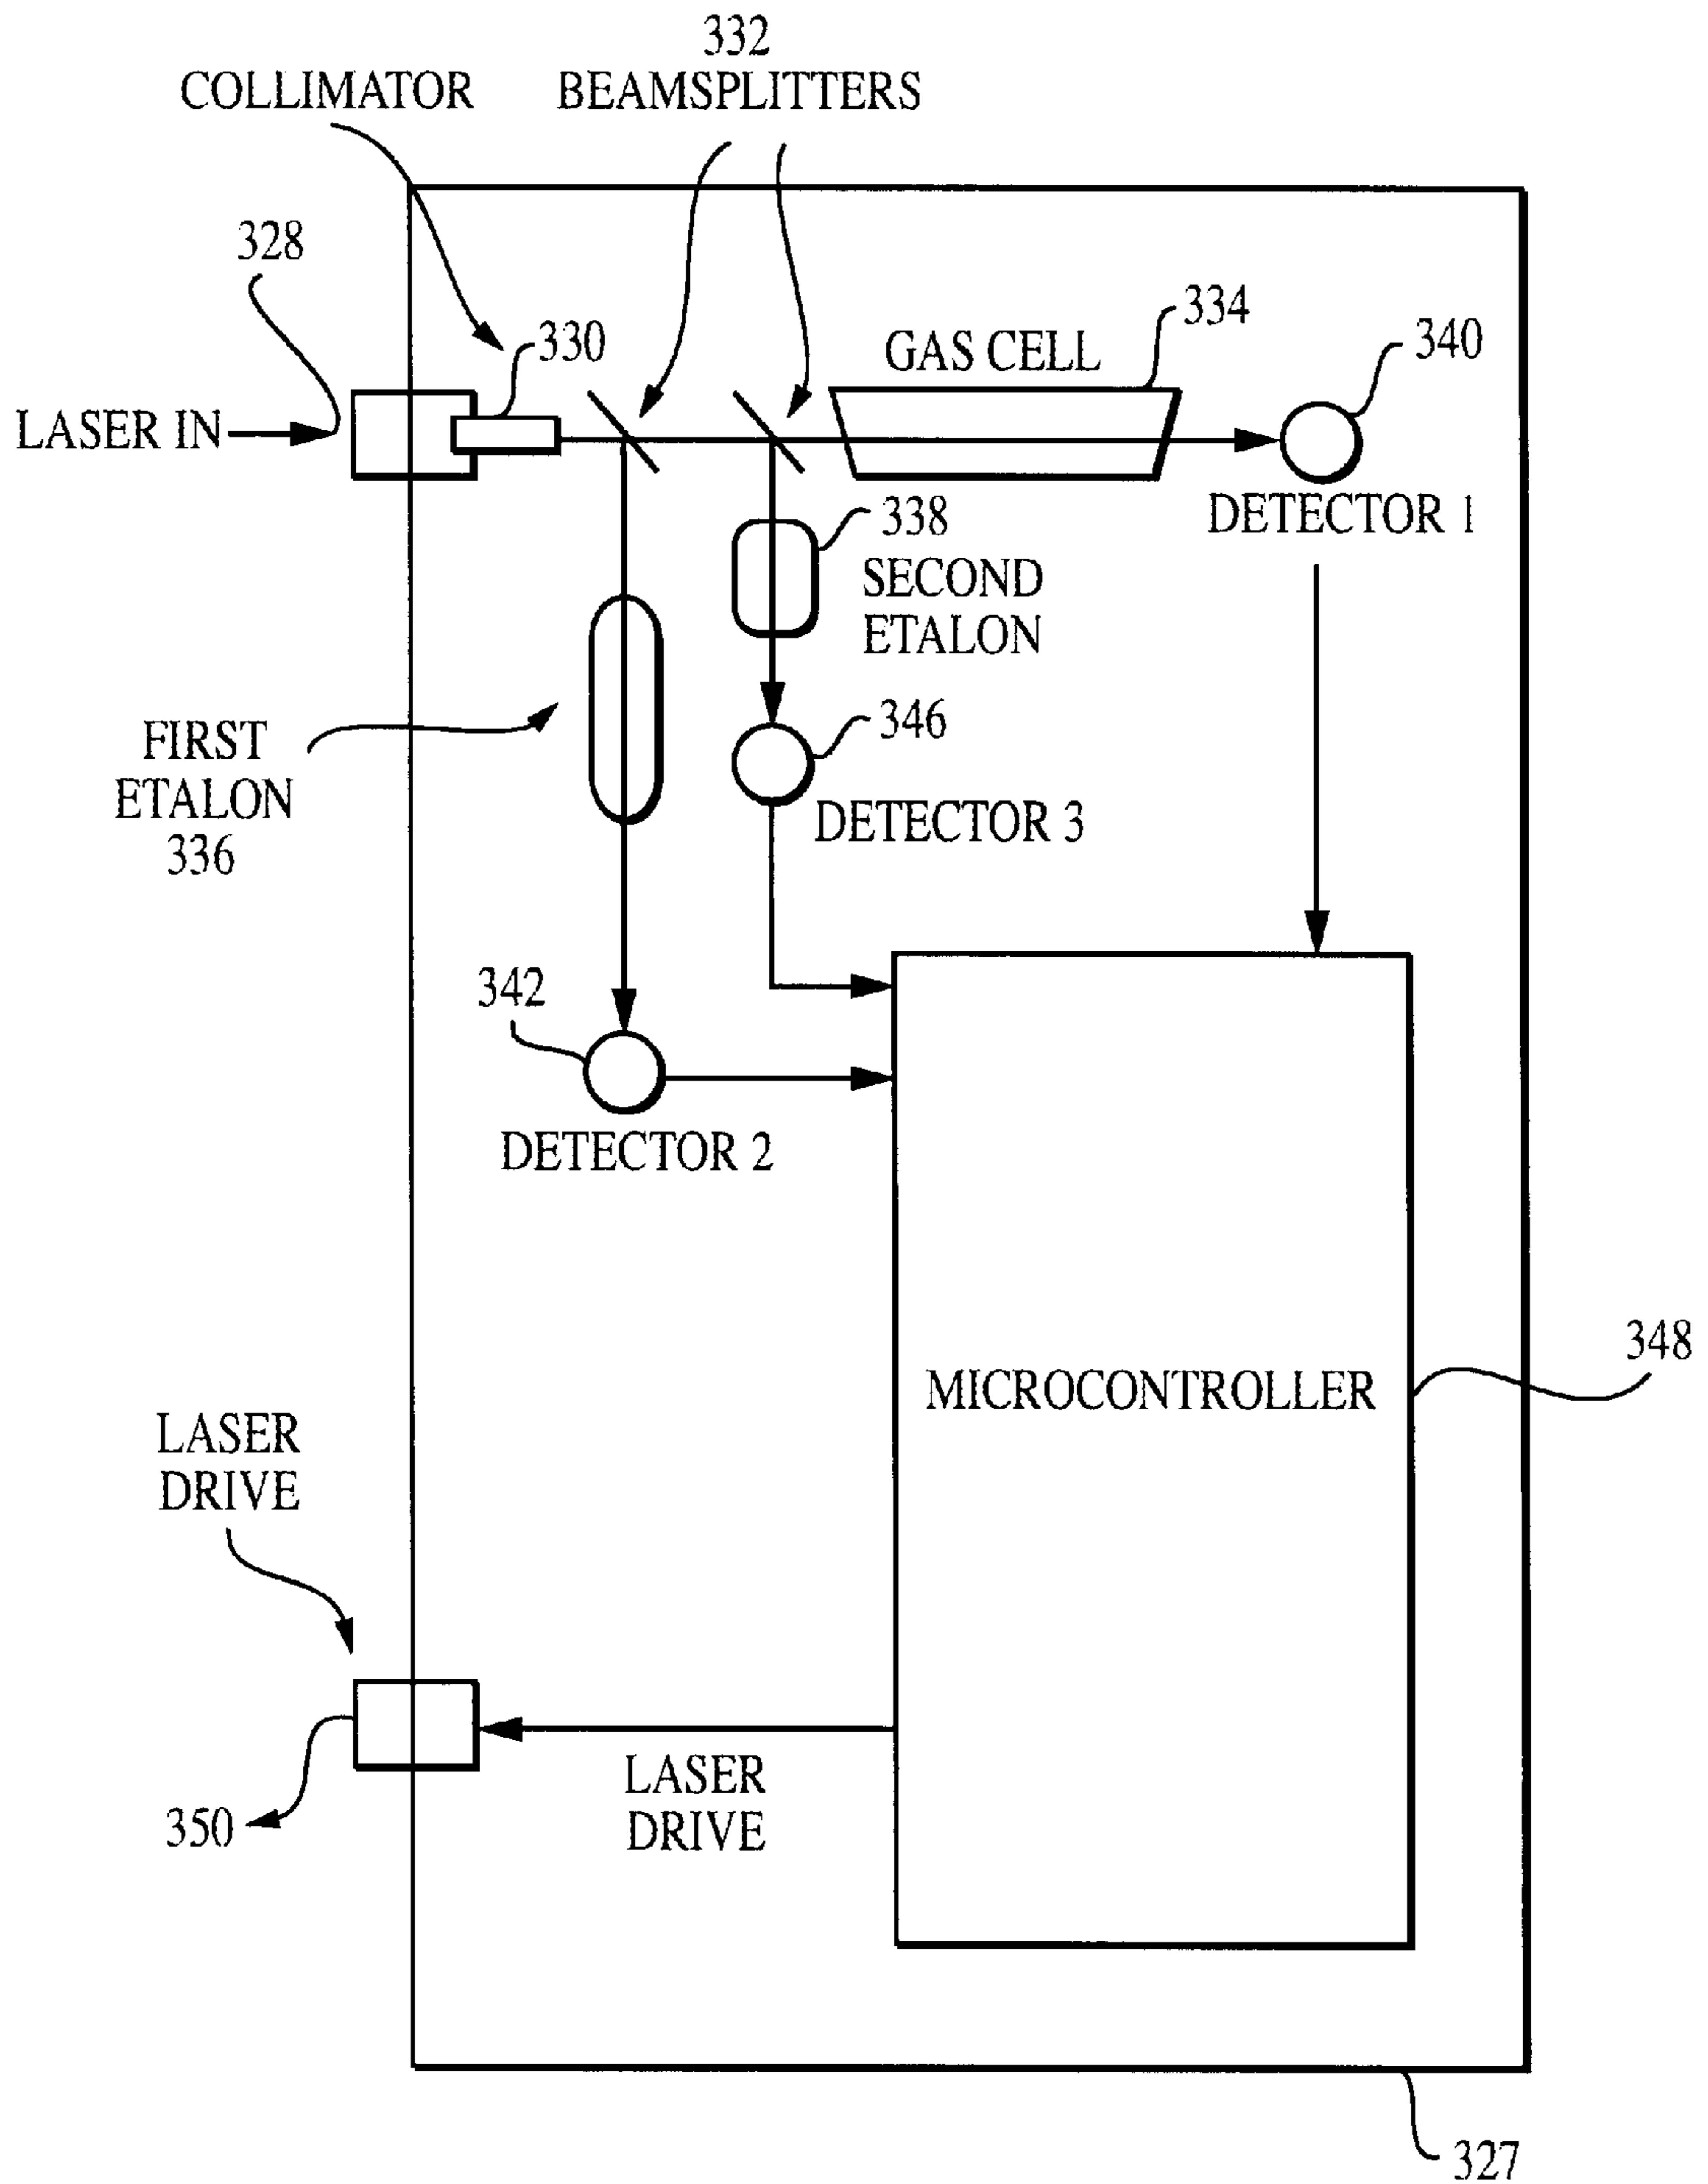 332
COLLIMATOR
BEAMSPLITTERS
328
334
330
GAS CELL
340
LASER IN
338
DETECTOR 1
SECOND
ETALON
346
FIRST
ETALON
336
DETECTOR 3
342
DETECTOR 2
348
MICROCONTROLLER
LASER
DRIVE
LASER
DRIVE
350
327